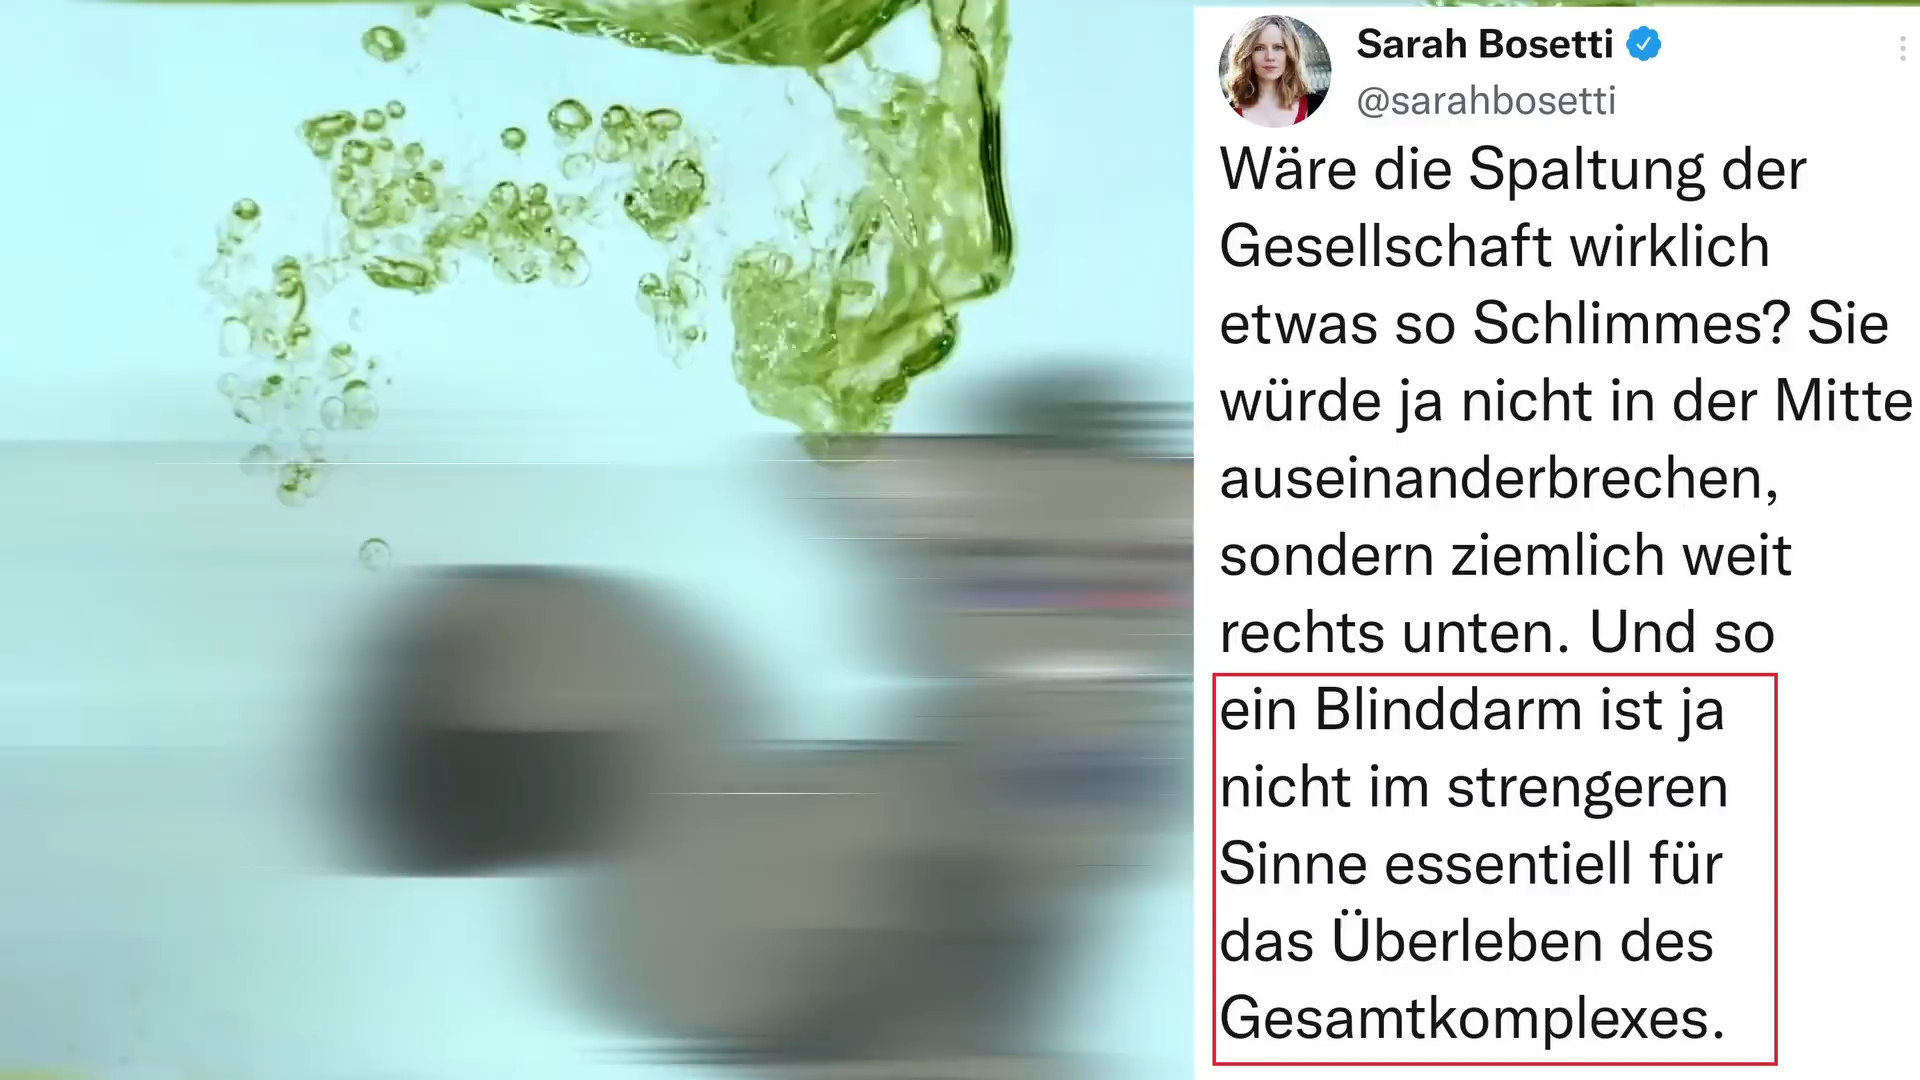 Sarah Bosetti
@sarahbosetti
Wäre die Spaltung der
Gesellschaft wirklich
etwas so Schlimmes? Sie
würde ja nicht in der Mitte
auseinanderbrechen,
sondern ziemlich weit
rechts unten. Und so
ein Blinddarm ist ja
nicht im strengeren
Sinne essentiell für
das Überleben des
Gesamtkomplexes.